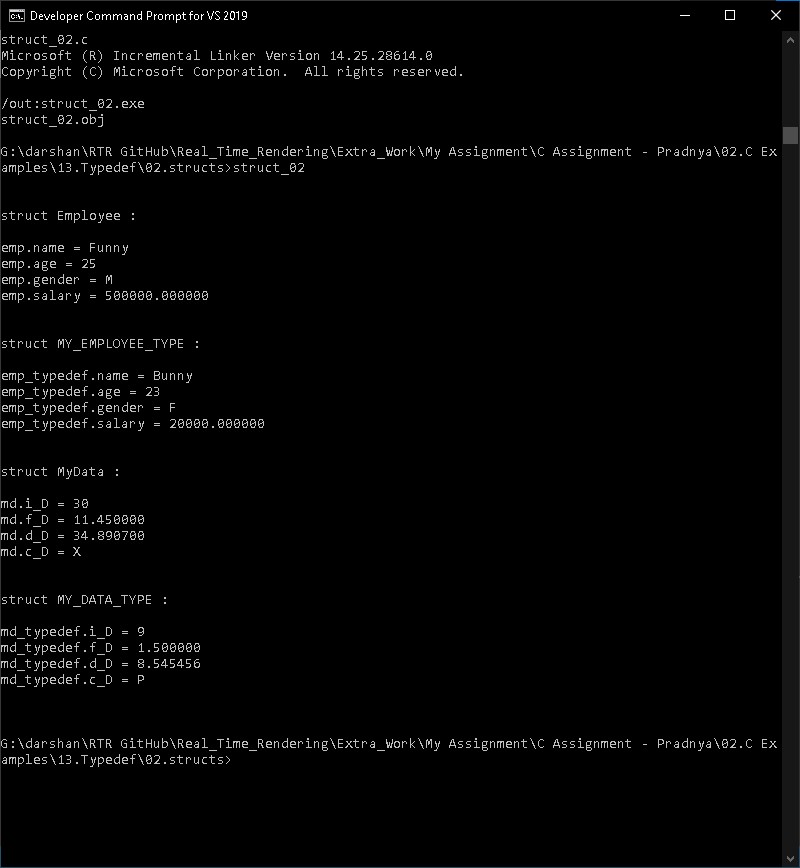 Developer Command Prompt for VS 2019
struct_02.c
Microsoft (R) Incremental Linker Version 14.25.28614.0
Copyright (C) Microsoft Corporation.  All rights reserved.
/out:struct_02.exe
struct_02.obj
G:\darshan\RTR GitHub\Real_Time_Rendering\Extra_Work\My Assignment\C Assignment - Pradnya\02.C Ex
amples\13.Typedef\02.structs>struct_02
struct Employee :
emp.name = Funny
emp.age = 25
emp.gender = M
emp.salary = 500000.000000
struct MY_EMPLOYEE_TYPE :
emp_typedef.name = Bunny
emp_typedef.age = 23
emp_typedef.gender = F
emp_typedef.salary = 20000.000000
struct MyData :
md.i_D = 30
md.f_D = 11.450000
md.d_D = 34.890700
md.c_D = X
struct MY_DATA_TYPE :
md_typedef.i_D = 9
md_typedef.f_D = 1.500000
md_typedef.d_D = 8.545456
md_typedef.c_D = P
G:\darshan\RTR GitHub\Real_Time_Rendering\Extra_Work\My Assignment\C Assignment - Pradnya\02.C Ex
amples\13.Typedef\02.structs>